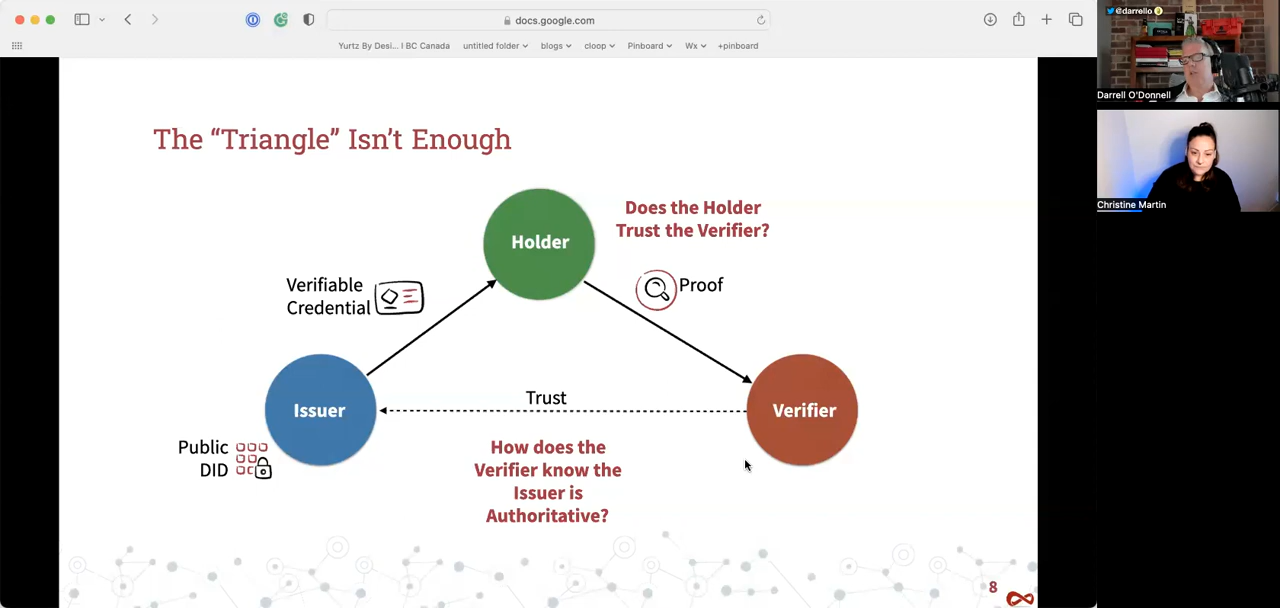 docs.google.com
Yurtz By Desi... I BC Canada
untitled folder
blogs
cloop
Pinboard
Wx
+pinboard
@darrello
Darrell O'Donnell
Christine Martin
The “Triangle” Isn’t Enough
Holder
Does the Holder
Trust the Verifier?
Verifiable
Credential
Proof
Issuer
Trust
Verifier
Public
DID
How does the
Verifier know the
Issuer is
Authoritative?
8